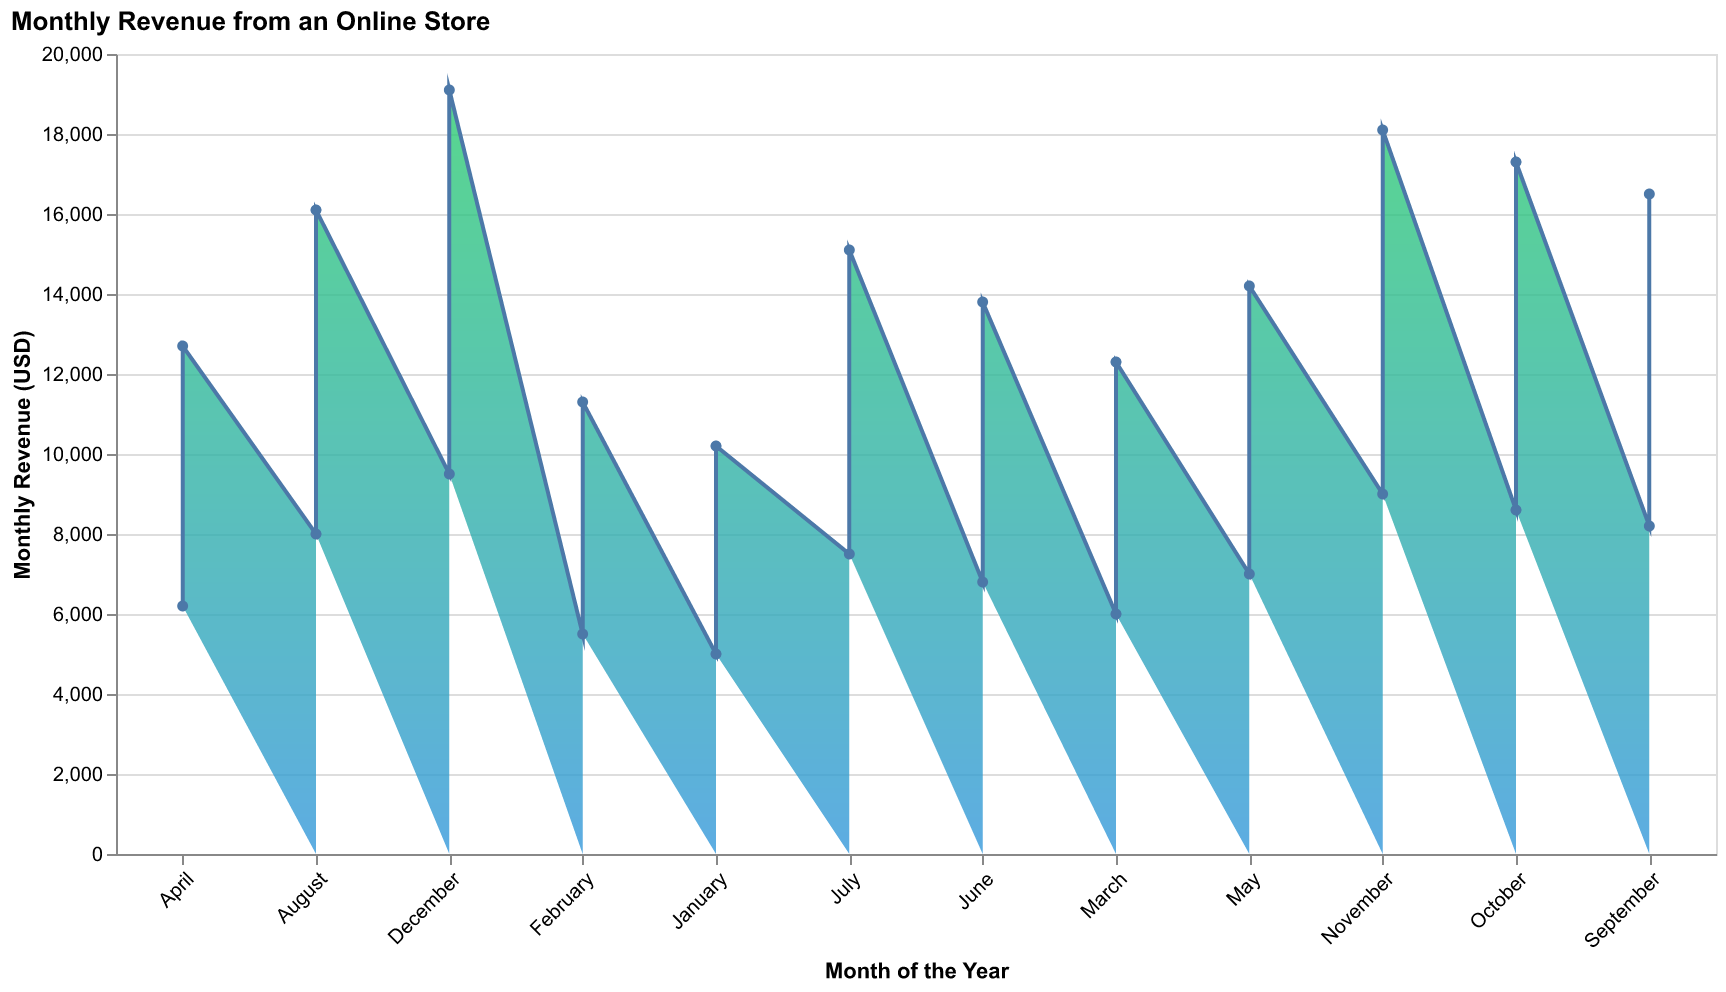 Monthly Revenue from an Online Store
Monthly Revenue (USD)
20,000
18,000
16,000
14,000
12,000
10,000
8,000
6,000
4,000
2,000
0
April
August
December
February
January
July
June
March
May
November
October
September
Month of the Year